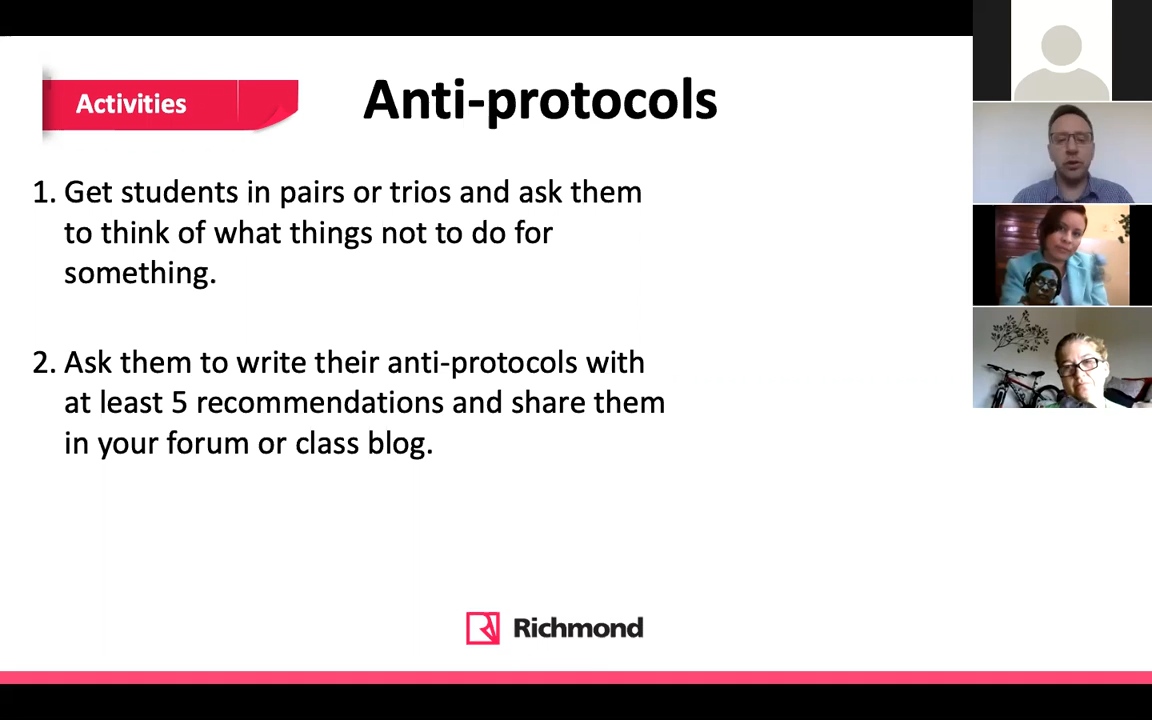 Activities
Anti-protocols
1. Get students in pairs or trios and ask them
to think of what things not to do for
something.
2. Ask them to write their anti-protocols with
at least 5 recommendations and share them
in your forum or class blog.
Richmond